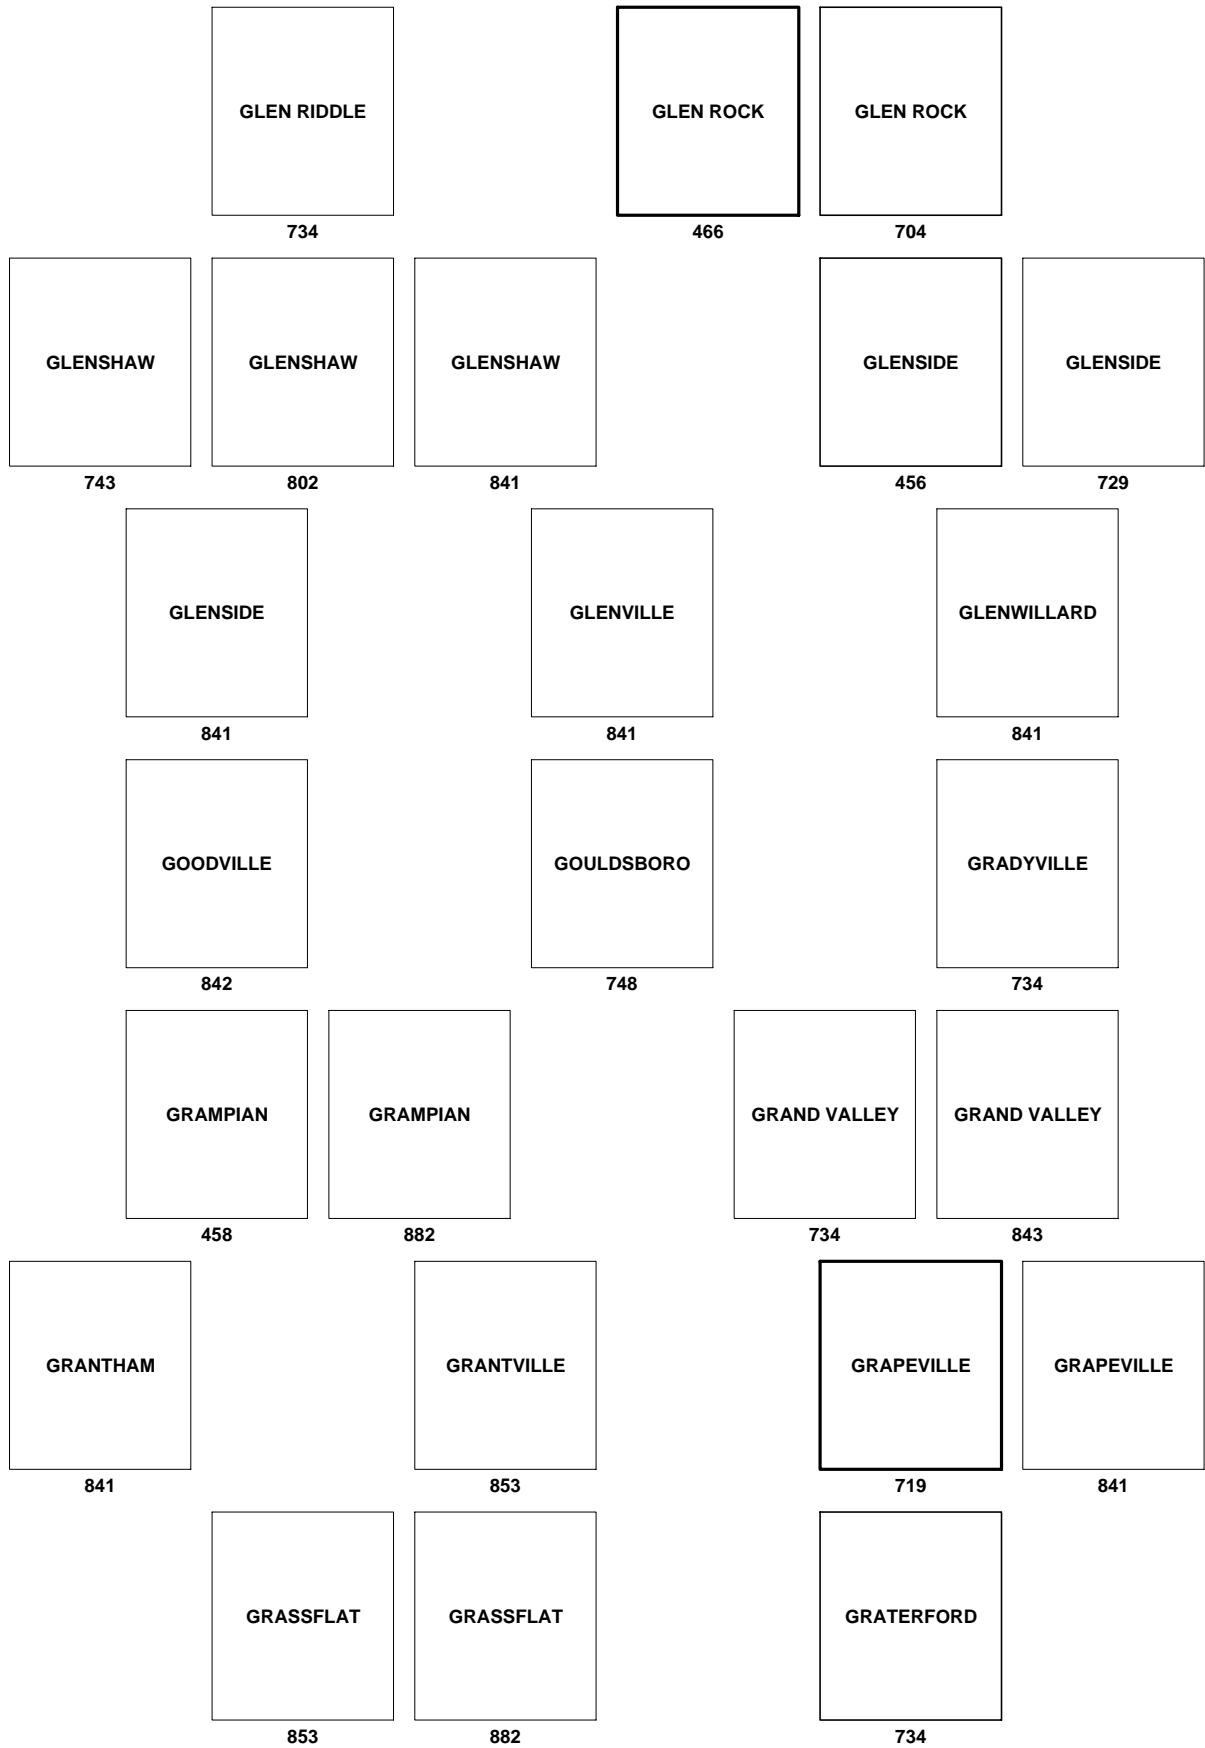 GLEN RIDDLE GLEN ROCK GLEN ROCK
734 466 704
GLENSHAW GLENSHAW GLENSHAW GLENSIDE GLENSIDE
743 802 841 456 729
GLENSIDE GLENVILLE GLENWILLARD
841 841 841
GOODVILLE GOULDSBORO GRADYVILLE
842 748 734
GRAMPIAN GRAMPIAN GRAND VALLEY GRAND VALLEY
458 882 734 843
GRANTHAM GRANTVILLE GRAPEVILLE GRAPEVILLE
841 853 719 841
GRASSFLAT GRASSFLAT GRATERFORD
853 882 734